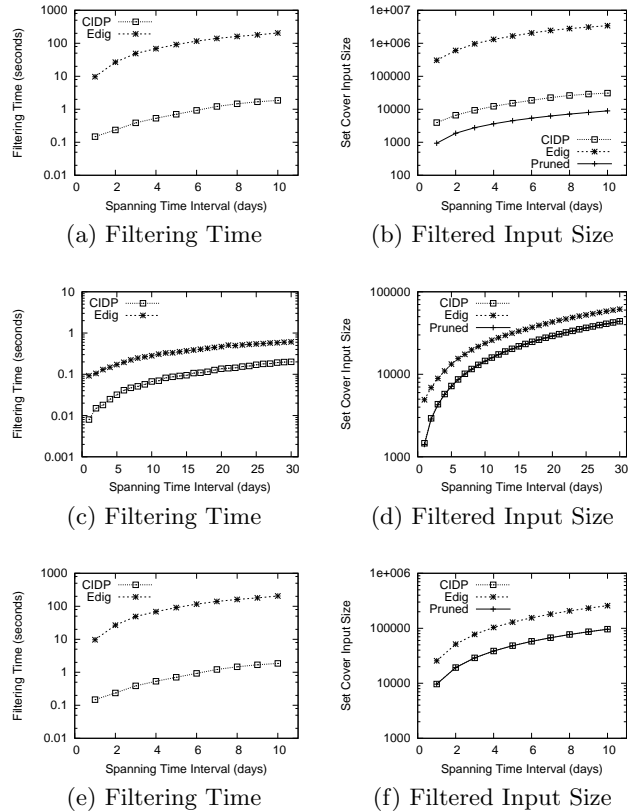 1000
100
10
1
0.1
0.01
0 2 4 6 8 10
Filtering Time (seconds)
Spanning Time Interval (days)
CIDP
Edig
(a) Filtering Time
1e+007
1e+006
100000
10000
1000
100
0 2 4 6 8 10
Set Cover Input Size
Spanning Time Interval (days)
CIDP
Edig
Pruned
(b) Filtered Input Size
10
1
0.1
0.01
0.001
0 5 10 15 20 25 30
Filtering Time (seconds)
Spanning Time Interval (days)
CIDP
Edig
(c) Filtering Time
100000
10000
1000
0 5 10 15 20 25 30
Set Cover Input Size
Spanning Time Interval (days)
CIDP
Edig
Pruned
(d) Filtered Input Size
1000
100
10
1
0.1
0.01
0 2 4 6 8 10
Filtering Time (seconds)
Spanning Time Interval (days)
CIDP
Edig
(e) Filtering Time
1e+006
100000
10000
1000
0 2 4 6 8 10
Set Cover Input Size
Spanning Time Interval (days)
CIDP
Edig
Pruned
(f) Filtered Input Size